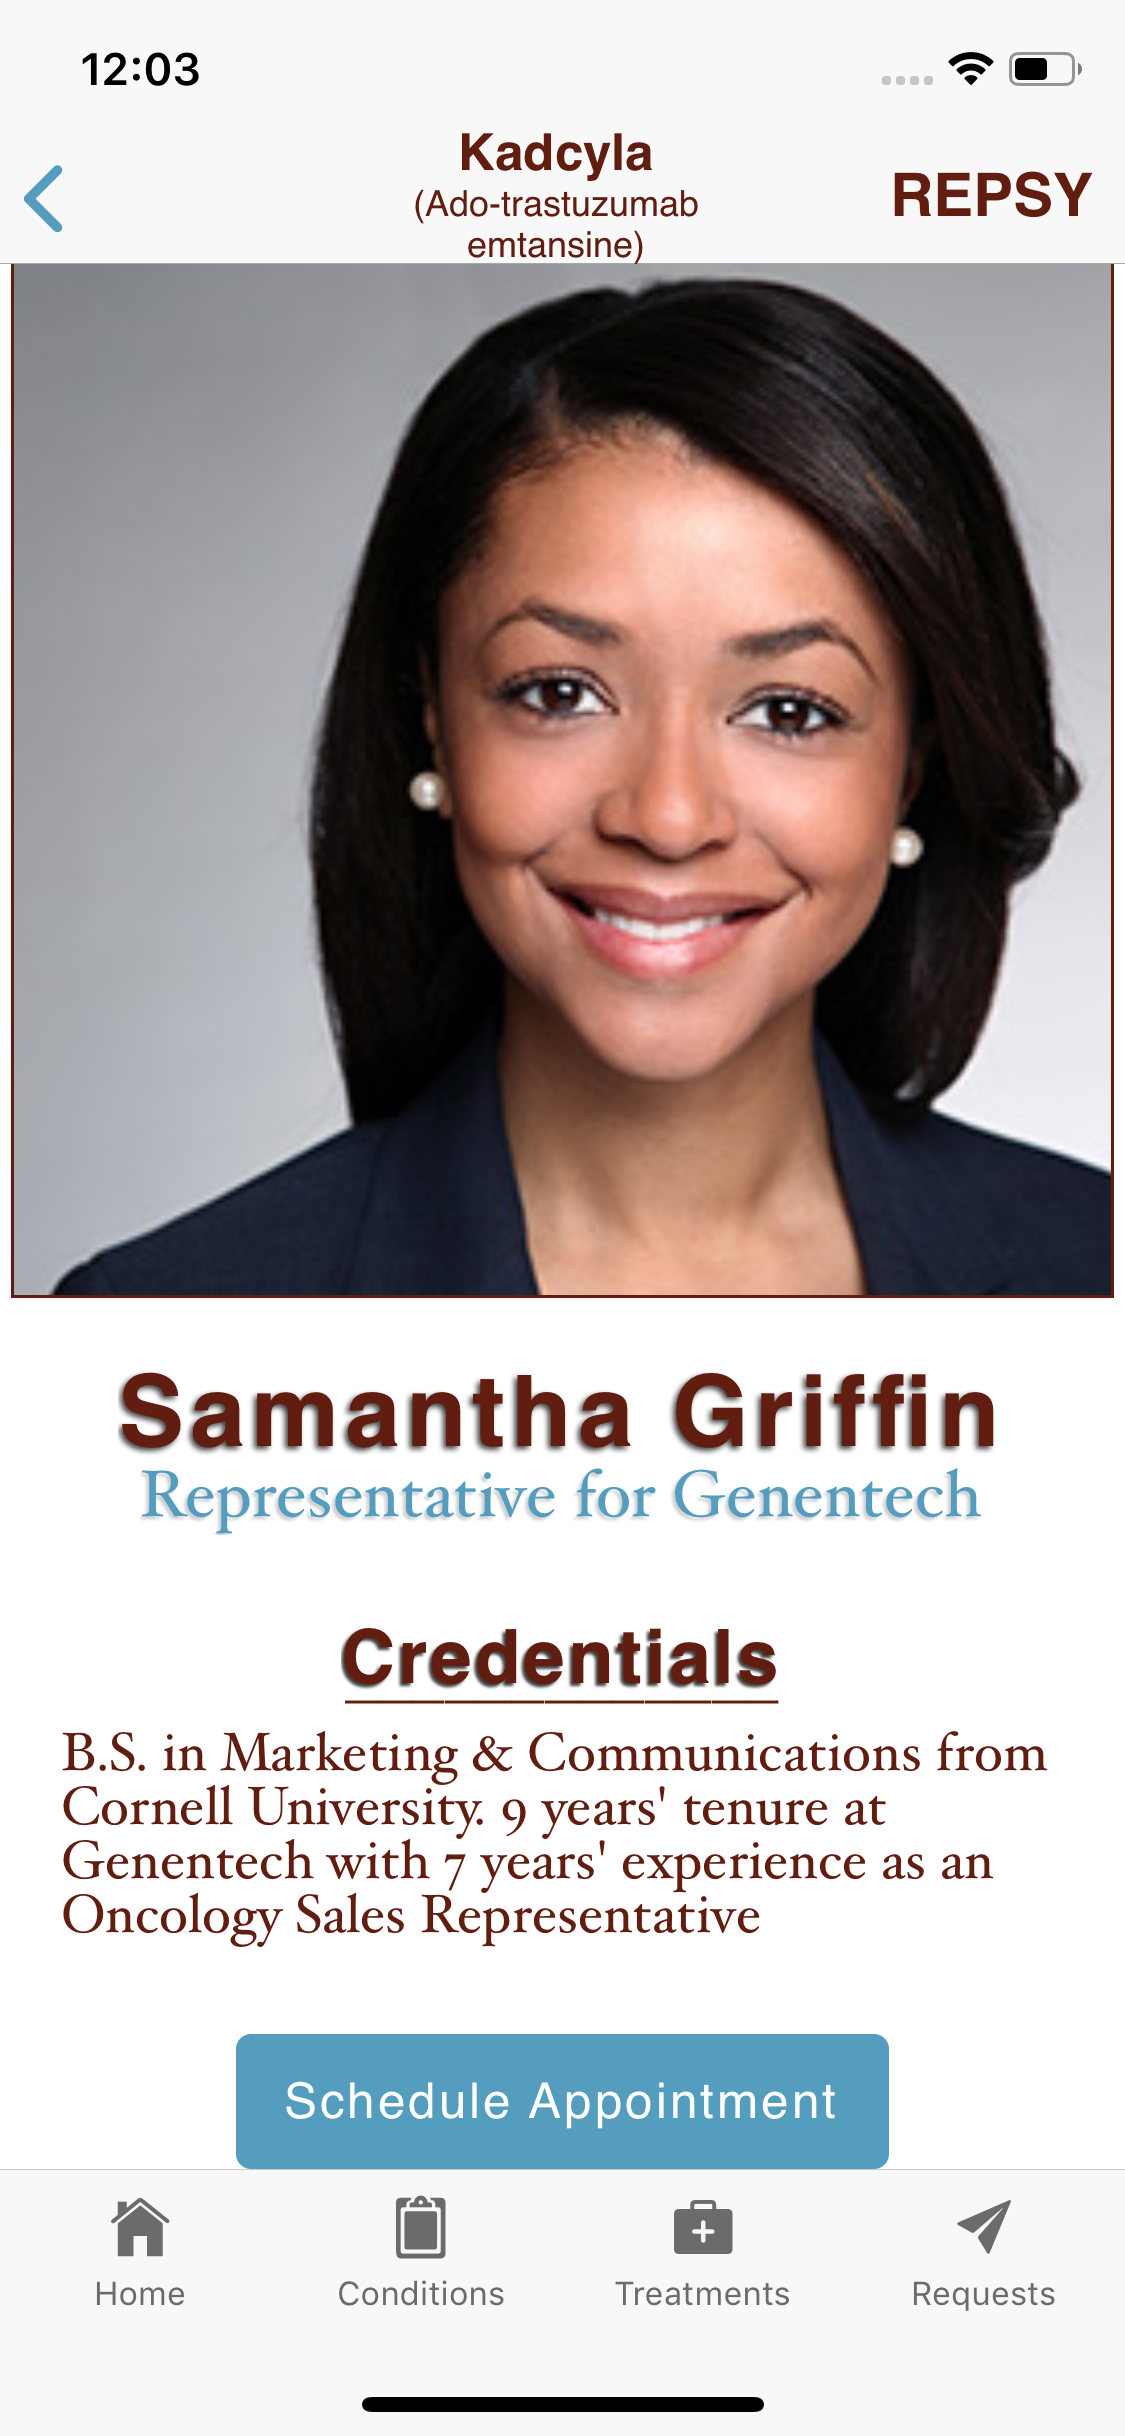 12:03
Kadcyla
(Ado-trastuzumab
emtansine)
REPSY
Samantha Griffin
Representative for Genentech
Credentials
B.S. in Marketing & Communications from
Cornell University. 9 years' tenure at
Genentech with 7 years' experience as an
Oncology Sales Representative
Schedule Appointment
Home
Conditions
Treatments
Requests